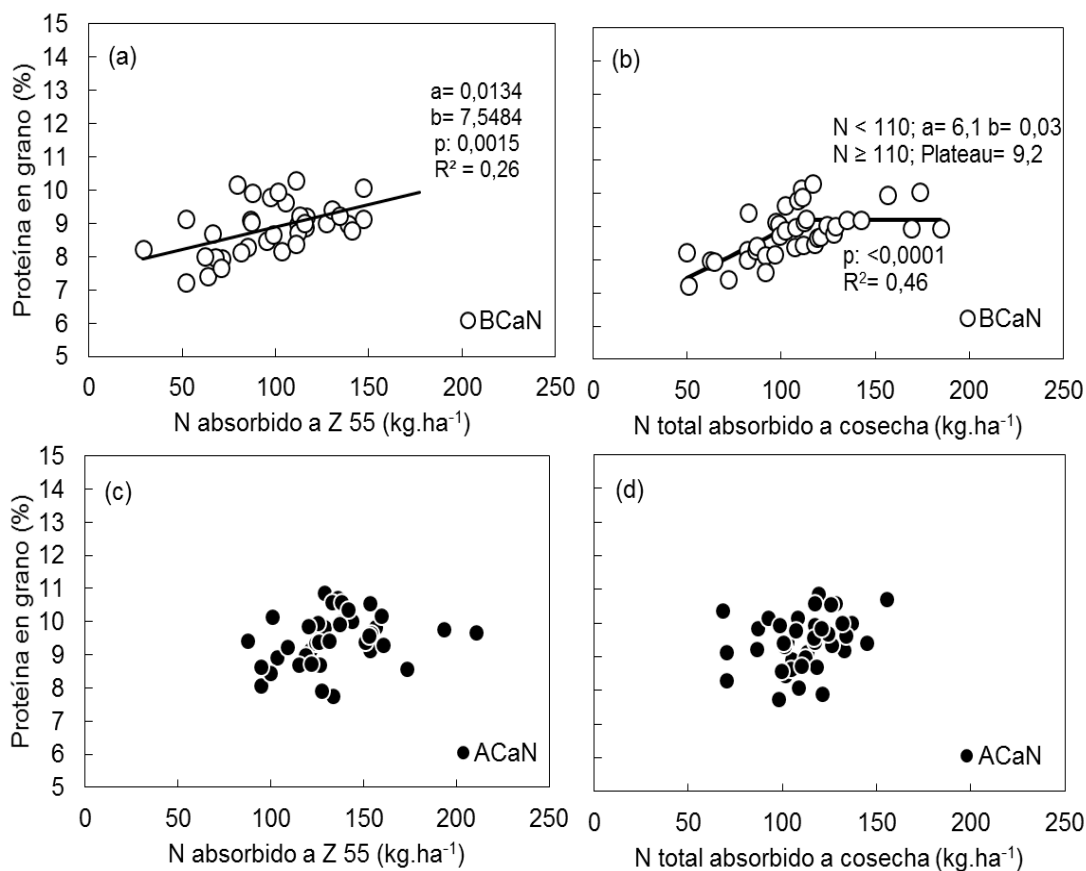 Proteína en grano (%)
15
14
13
12
11
10
9
8
7
6
5
(a)
a= 0,0134
b= 7,5484
p: 0,0015
R² = 0,26
BCaN
0 50 100 150 200 250
N absorbido a Z 55 (kg.ha⁻¹)
(b)
N < 110; a= 6,1 b= 0,03
N ≥ 110; Plateau= 9,2
p: <0,0001
R²= 0,46
BCaN
0 50 100 150 200 250
N total absorbido a cosecha (kg.ha⁻¹)
Proteína en grano (%)
15
14
13
12
11
10
9
8
7
6
5
(c)
ACaN
0 50 100 150 200 250
N absorbido a Z 55 (kg.ha⁻¹)
(d)
ACaN
0 50 100 150 200 250
N total absorbido a cosecha (kg.ha⁻¹)